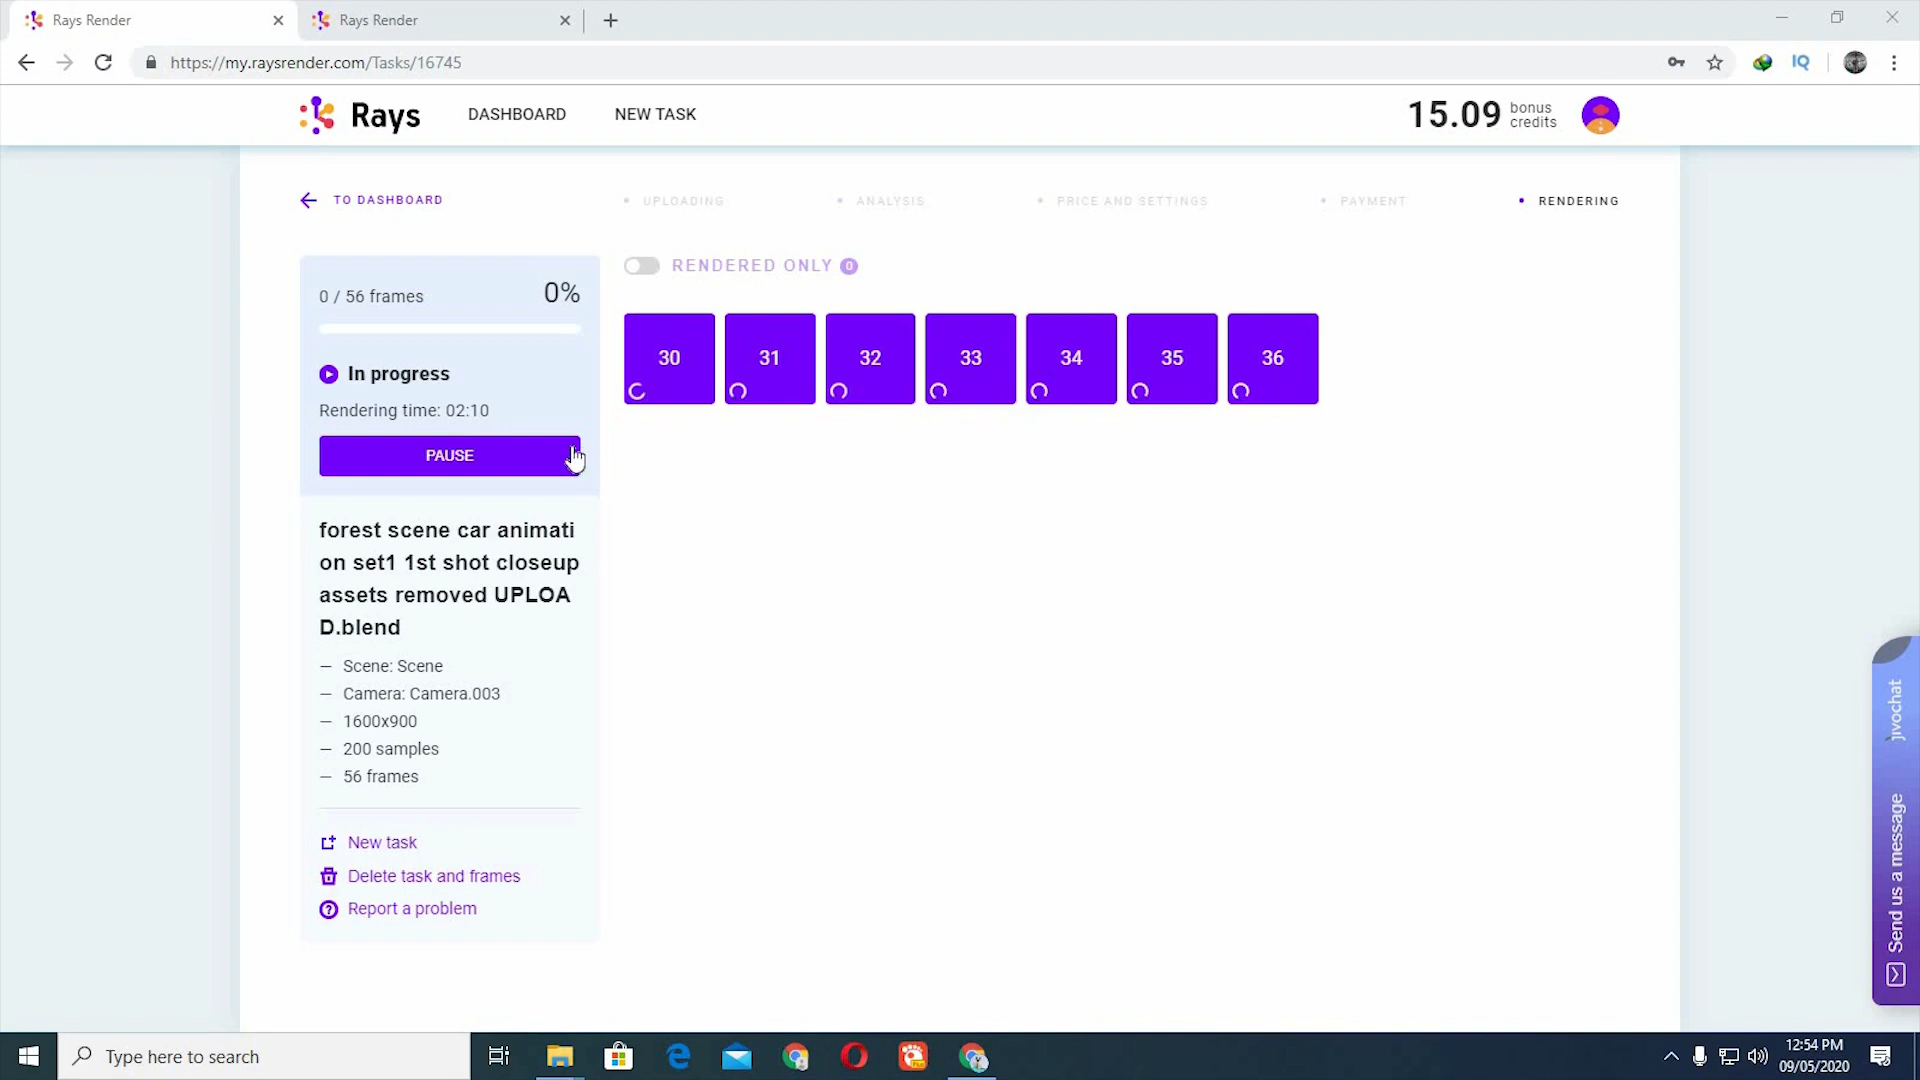 Rays Render
Rays Render
https://my.raysrender.com/Tasks/16745
IQ
Rays
DASHBOARD
NEW TASK
15.09 bonus credits
TO DASHBOARD
UPLOADING
ANALYSIS
PRICE AND SETTINGS
PAYMENT
RENDERING
0 / 56 frames
0%
RENDERED ONLY 0
30 31 32 33 34 35 36
In progress
Rendering time: 02:10
PAUSE
forest scene car animati
on set1 1st shot closeup
assets removed UPLOA
D.blend
— Scene: Scene
— Camera: Camera.003
— 1600x900
— 200 samples
— 56 frames
New task
Delete task and frames
Report a problem
jivochat
Send us a message
Type here to search
12:54 PM
09/05/2020